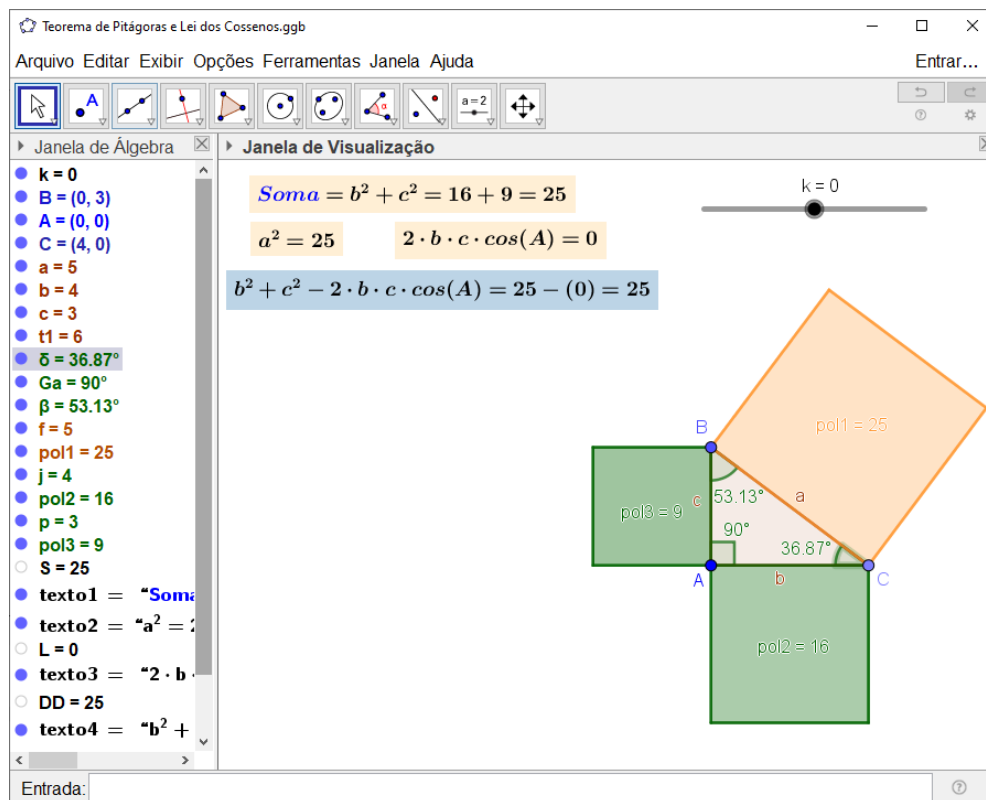 Teorema de Pitágoras e Lei dos Cossenos.ggb
Arquivo Editar Exibir Opções Ferramentas Janela Ajuda Entrar...
A α a=2
Janela de Álgebra
k = 0
B = (0, 3)
A = (0, 0)
C = (4, 0)
a = 5
b = 4
c = 3
t1 = 6
δ = 36.87°
Ga = 90°
β = 53.13°
f = 5
pol1 = 25
j = 4
pol2 = 16
p = 3
pol3 = 9
S = 25
texto1 = “Soma
texto2 = “a² = 2
L = 0
texto3 = “2 · b ·
DD = 25
texto4 = “b² +
Janela de Visualização
Soma = b² + c² = 16 + 9 = 25
k = 0
a² = 25
2 · b · c · cos(A) = 0
b² + c² − 2 · b · c · cos(A) = 25 − (0) = 25
B
pol1 = 25
pol3 = 9
c
53.13°
a
90°
36.87°
A
b
C
pol2 = 16
Entrada: